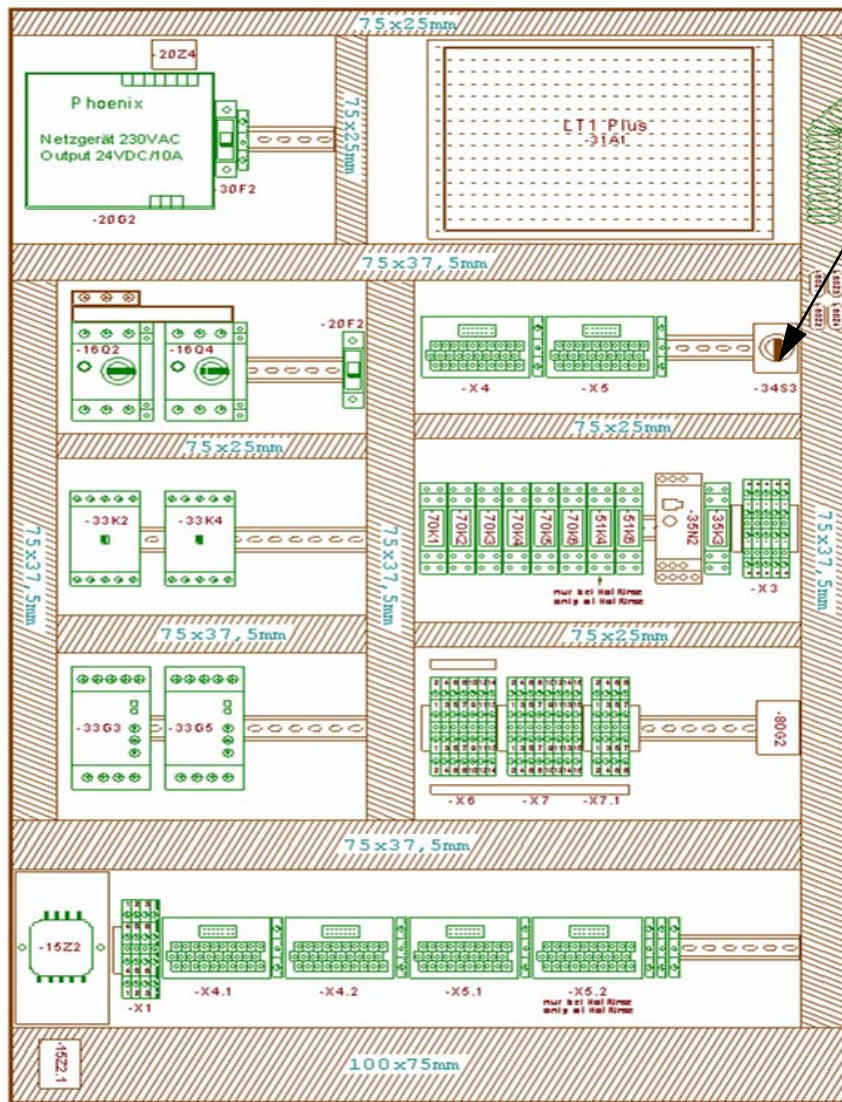 75x25mm
-20Z4
Phoenix
Netzgerät 230VAC
Output 24VDC/10A
-30F2
-20G2
75x25mm
LT1 Plus
-31A1
75x37,5mm
-16Q2
-16Q4
-20F2
-X4
-X5
-34S3
75x25mm
75x25mm
-33K2
-33K4
-70K1
-70K2
-70K3
-70K4
-70K5
-70K6
-51K4
-51K6
-35N2
-35K3
-X3
nur bei Hot Rinse
only at Hot Rinse
75x37,5mm
75x37,5mm
75x37,5mm
75x37,5mm
75x25mm
-33G3
-33G5
-X6
-X7
-X7.1
-80G2
75x37,5mm
-15Z2
-X1
-X4.1
-X4.2
-X5.1
-X5.2
nur bei Hot Rinse
only at Hot Rinse
-15Z2.1
100x75mm